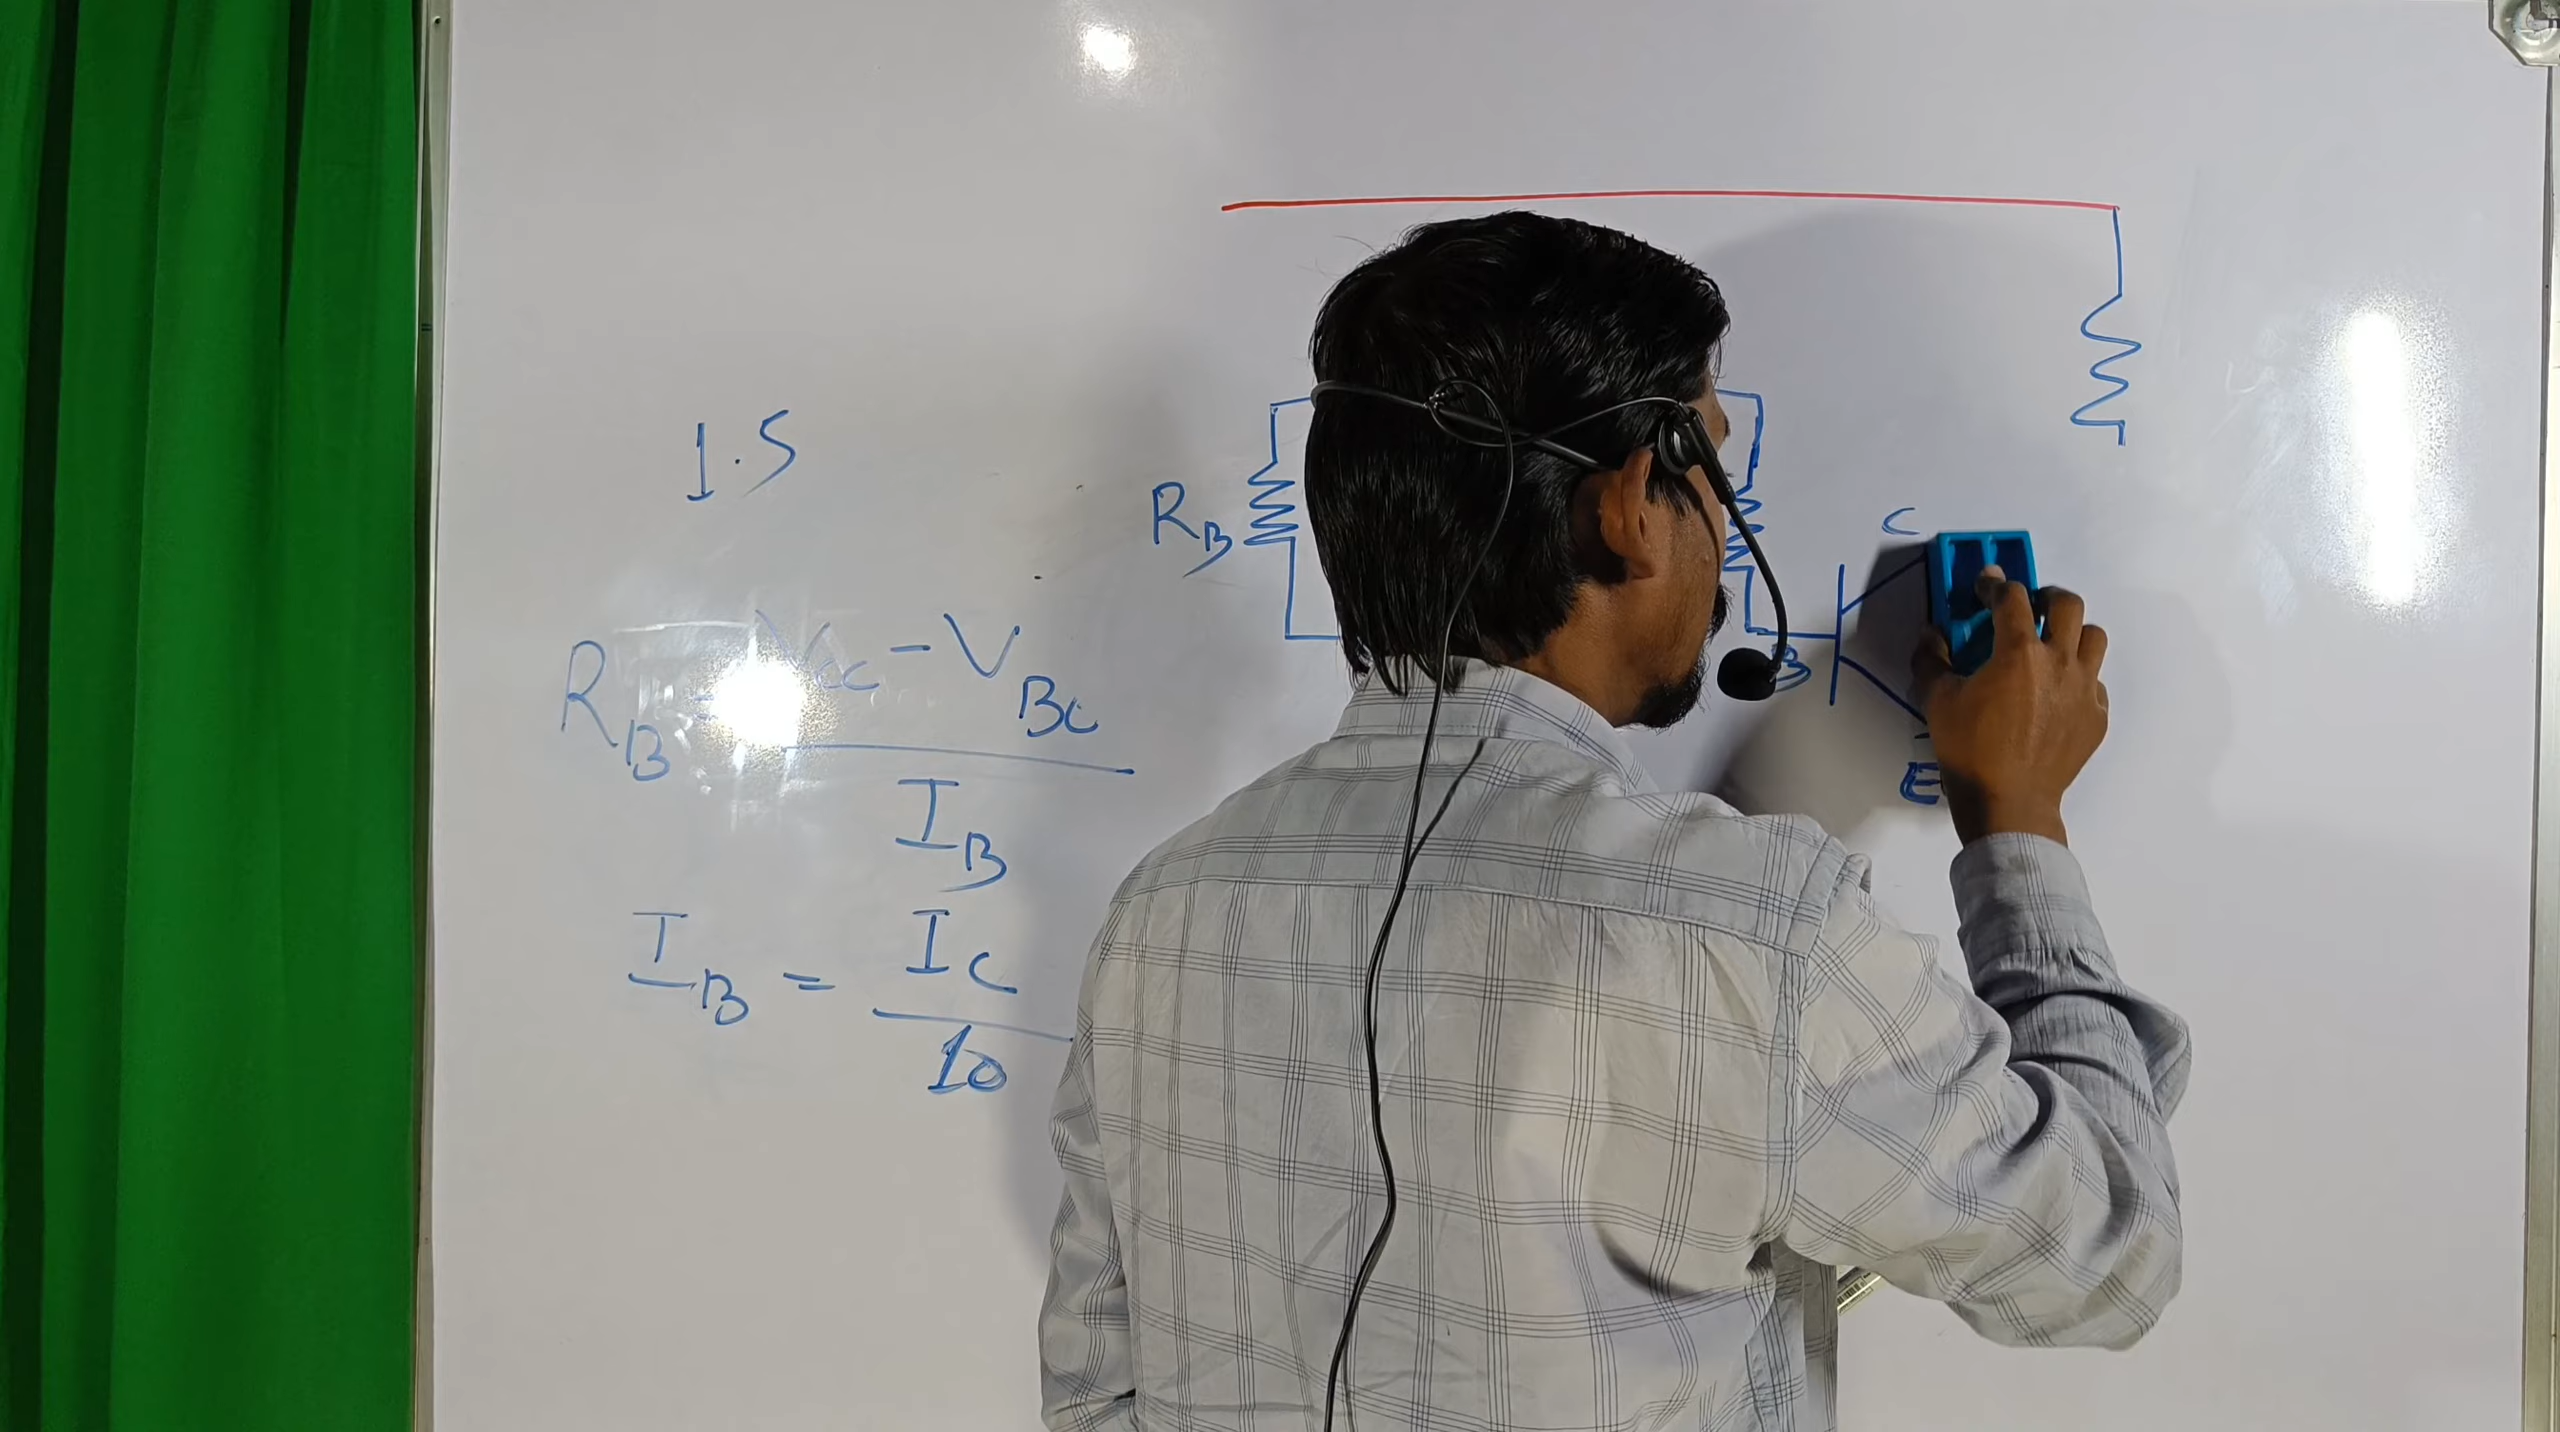 1.5
R_B = V_CC - V_BC
I_B
I_B = I_C
10
R_B
C
B
E